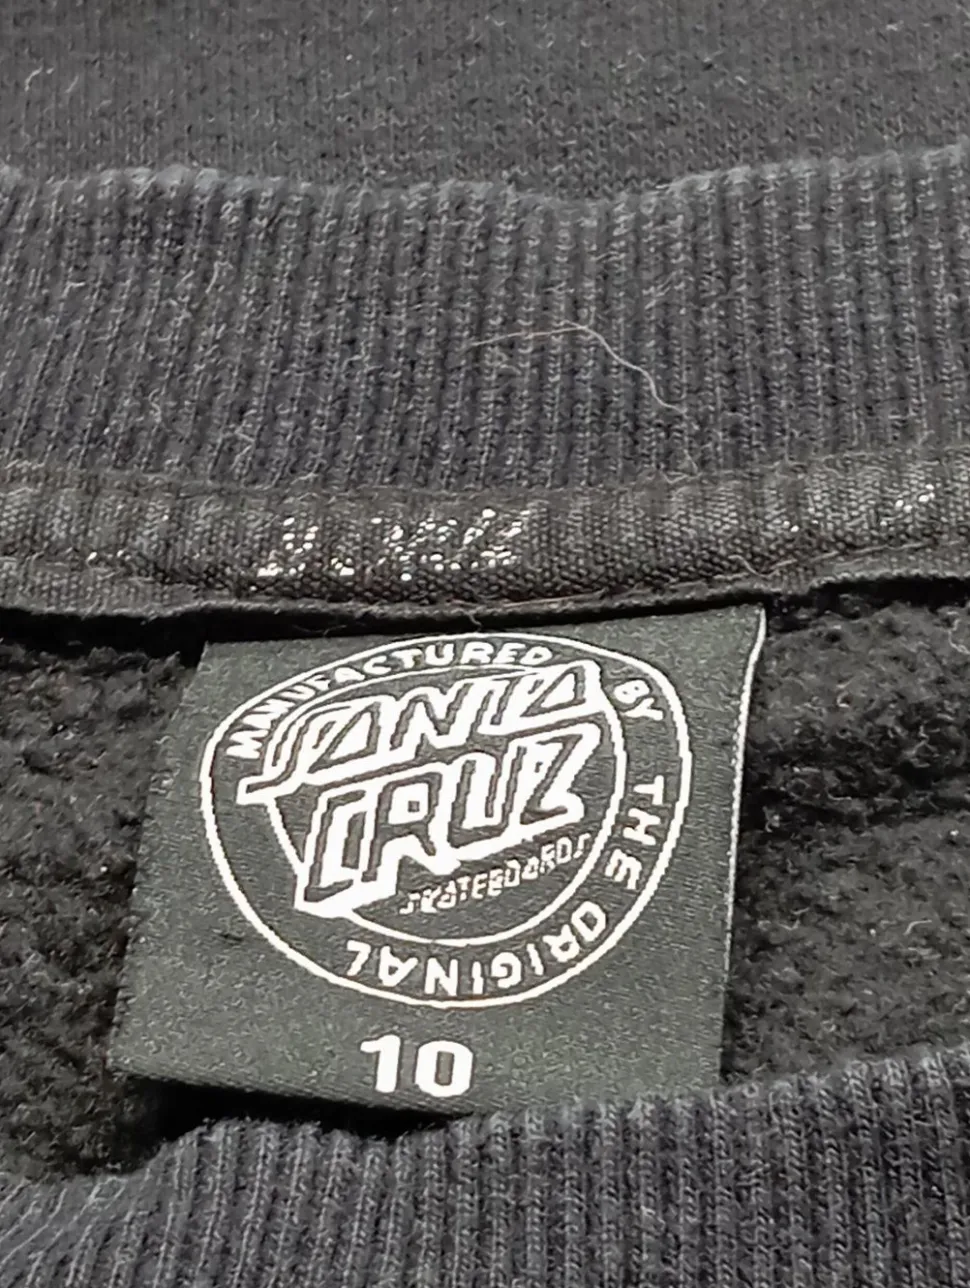 MANUFACTURED BY THE ORIGINAL
SANTA
CRUZ
SKATEBOARDS
10